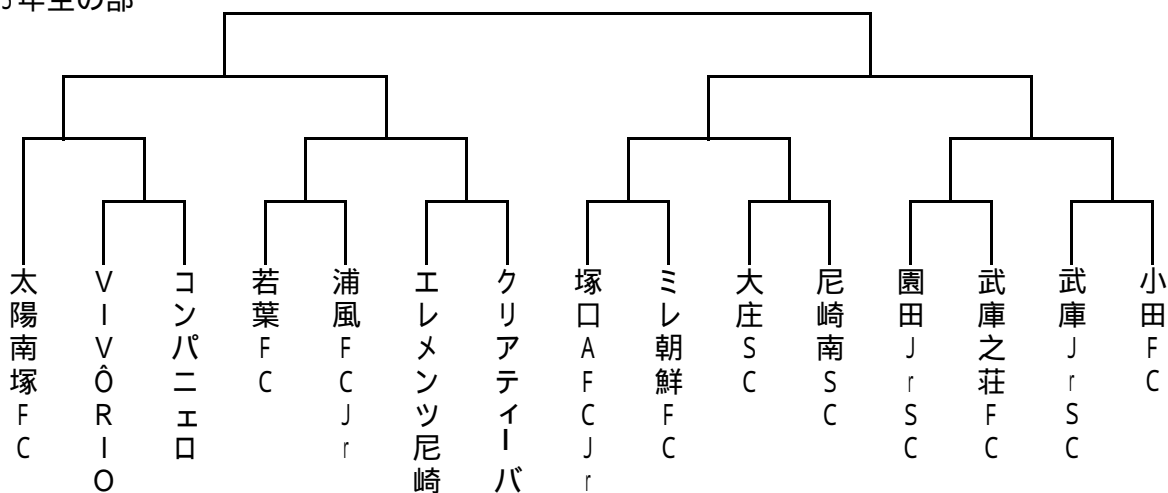 年生の部
太陽南塚FC
VIVÔRIO
コンパニエロ
若葉FC
浦風FCJr
エレメンツ尼崎
クリアティーバ
塚口AFCJr
ミレ朝鮮FC
大庄SC
尼崎南SC
園田JrSC
武庫之荘FC
武庫JrSC
小田FC